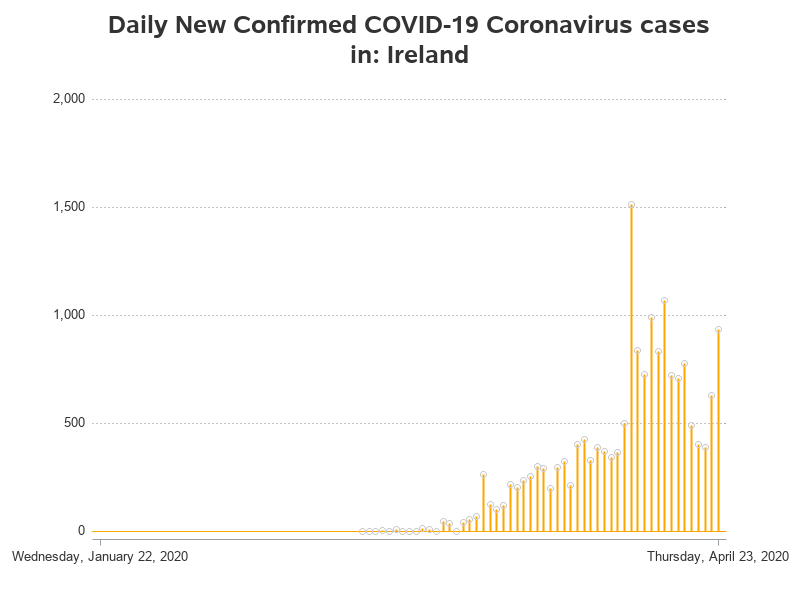 Daily New Confirmed COVID-19 Coronavirus cases
in: Ireland
2,000
1,500
1,000
500
0
Wednesday, January 22, 2020
Thursday, April 23, 2020